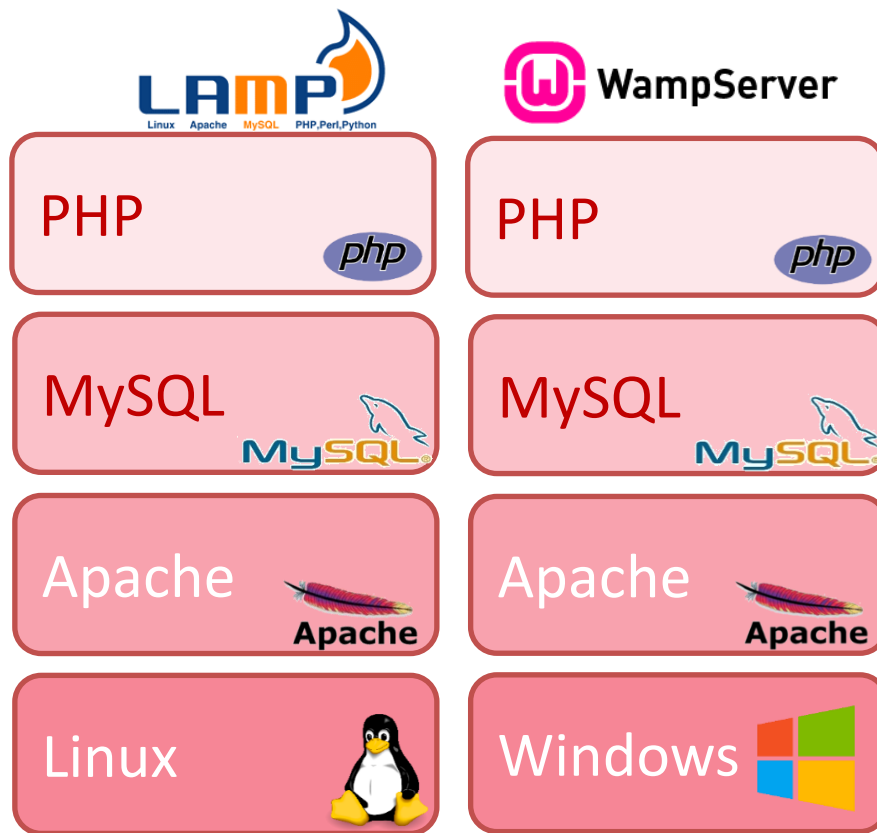 LAMP
Linux Apache MySQL PHP,Perl,Python
PHP
php
MySQL
MySQL®
Apache
Apache
Linux
WampServer
PHP
php
MySQL
MySQL
Apache
Apache
Windows